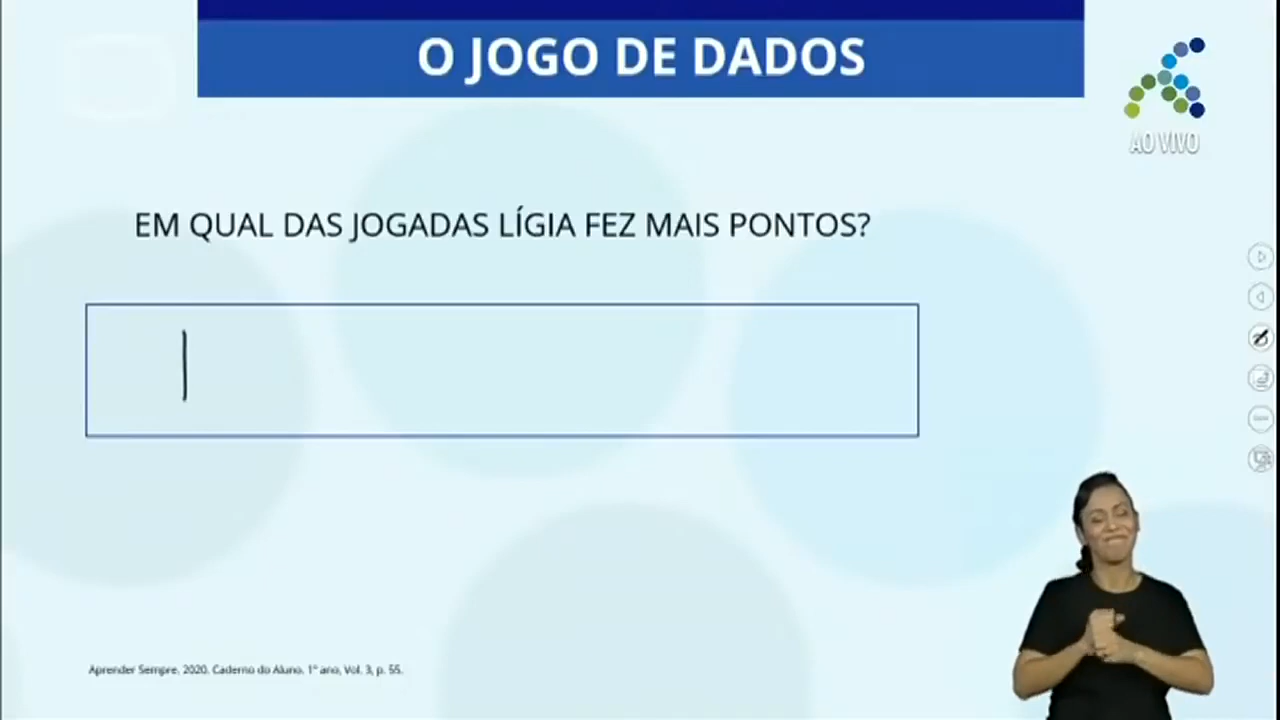 O JOGO DE DADOS
AO VIVO
EM QUAL DAS JOGADAS LÍGIA FEZ MAIS PONTOS?
Aprender Sempre, 2020. Caderno do Aluno. 1º ano, Vol. 3, p. 55.